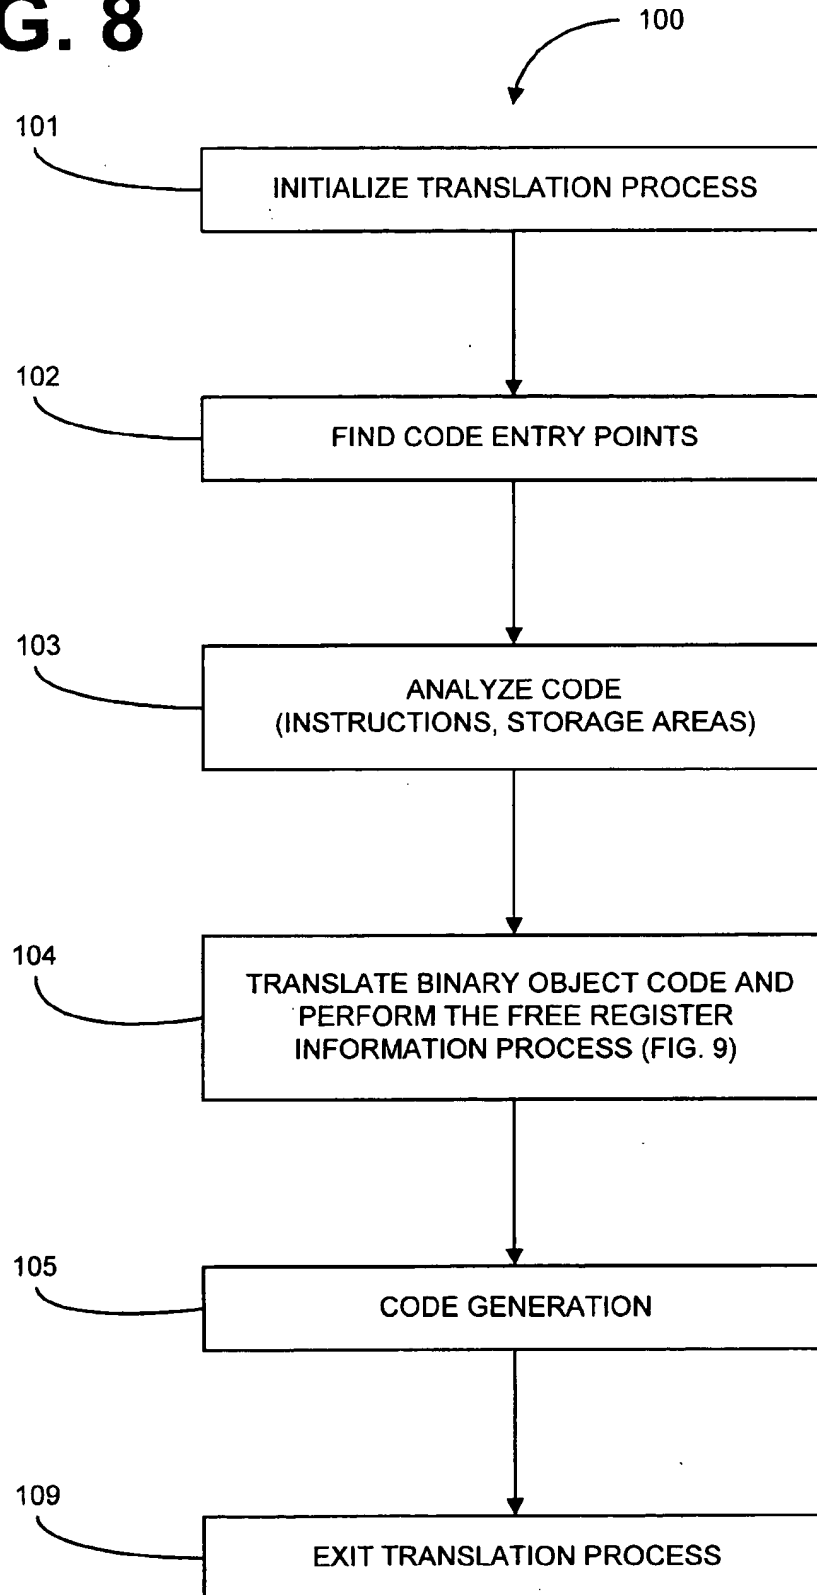 G. 8
100
101
INITIALIZE TRANSLATION PROCESS
102
FIND CODE ENTRY POINTS
103
ANALYZE CODE
(INSTRUCTIONS, STORAGE AREAS)
104
TRANSLATE BINARY OBJECT CODE AND
PERFORM THE FREE REGISTER
INFORMATION PROCESS (FIG. 9)
105
CODE GENERATION
109
EXIT TRANSLATION PROCESS